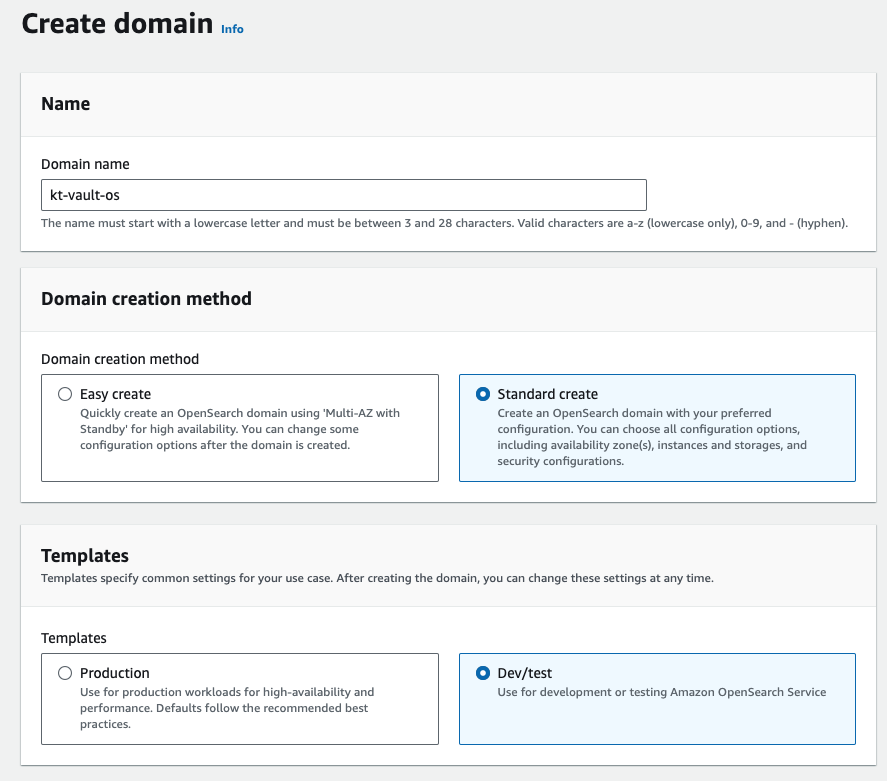 Create domain Info
Name
Domain name
kt-vault-os
The name must start with a lowercase letter and must be between 3 and 28 characters. Valid characters are a-z (lowercase only), 0-9, and - (hyphen).
Domain creation method
Domain creation method
Easy create
Quickly create an OpenSearch domain using 'Multi-AZ with
Standby' for high availability. You can change some
configuration options after the domain is created.
Standard create
Create an OpenSearch domain with your preferred
configuration. You can choose all configuration options,
including availability zone(s), instances and storages, and
security configurations.
Templates
Templates specify common settings for your use case. After creating the domain, you can change these settings at any time.
Templates
Production
Use for production workloads for high-availability and
performance. Defaults follow the recommended best
practices.
Dev/test
Use for development or testing Amazon OpenSearch Service